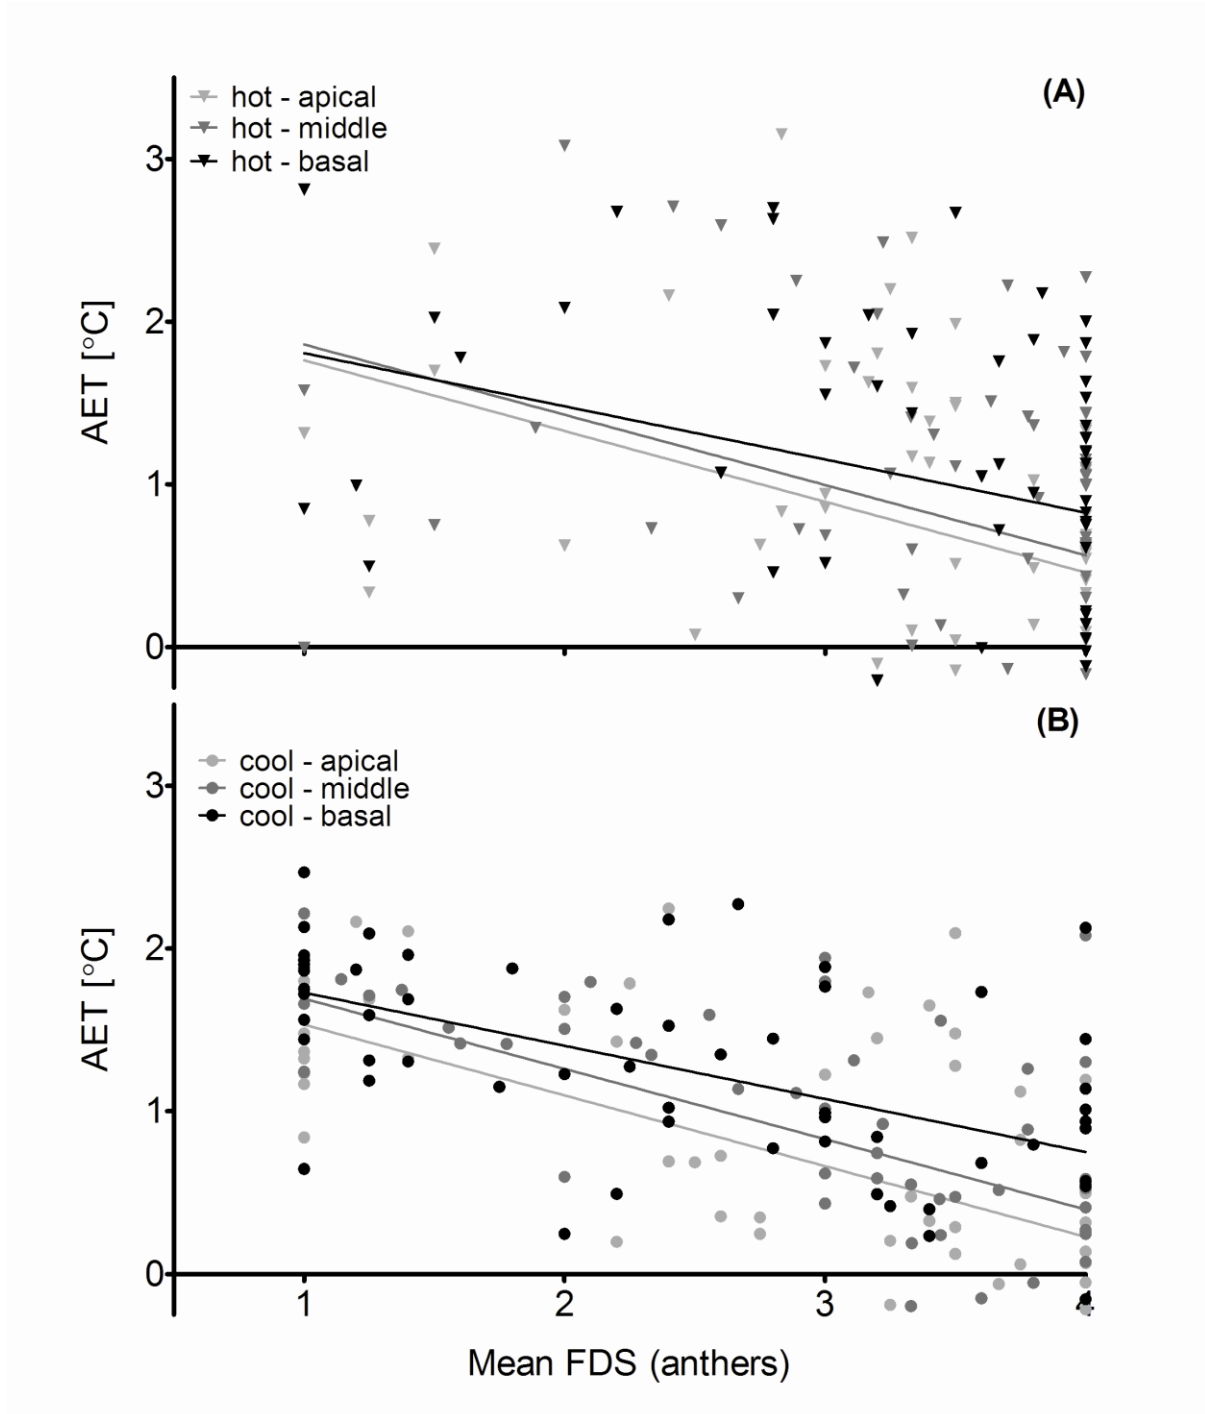 (A)
hot - apical
hot - middle
hot - basal
3
2
1
0
AET [°C]
(B)
cool - apical
cool - middle
cool - basal
3
2
1
0
AET [°C]
1 2 3 4
Mean FDS (anthers)